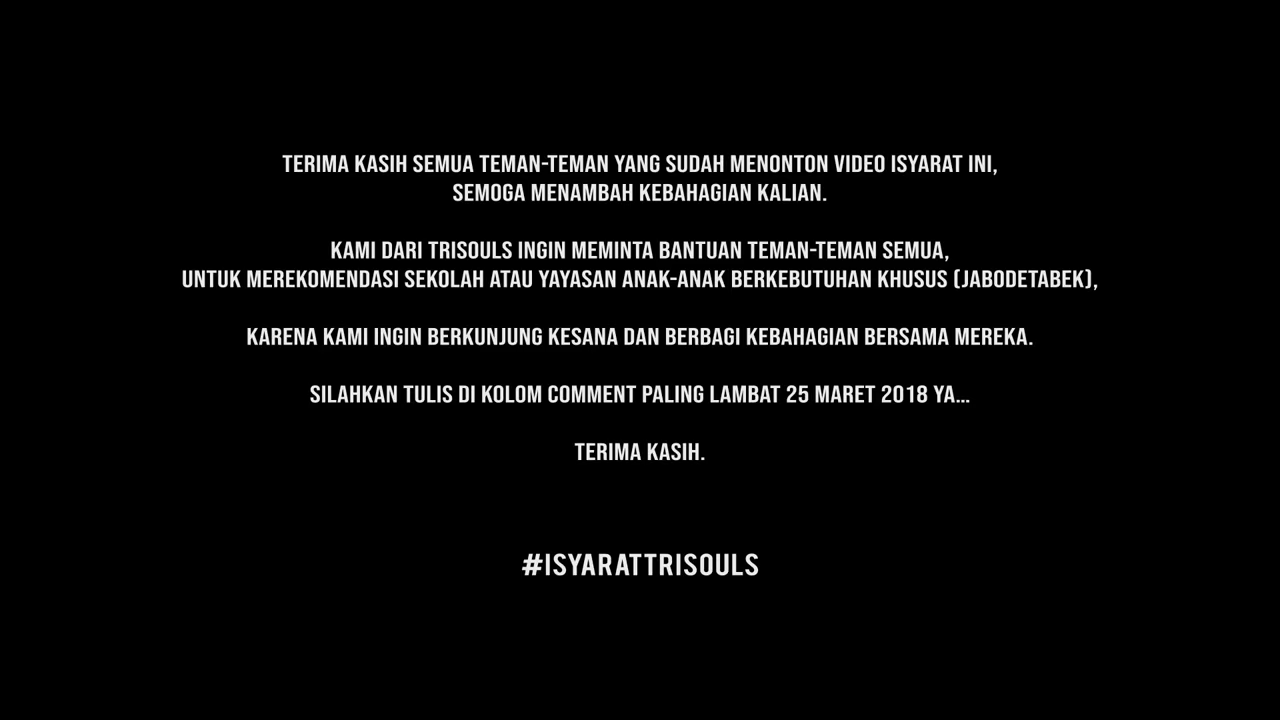 TERIMA KASIH SEMUA TEMAN-TEMAN YANG SUDAH MENONTON VIDEO ISYARAT INI,
SEMOGA MENAMBAH KEBAHAGIAN KALIAN.
KAMI DARI TRISOULS INGIN MEMINTA BANTUAN TEMAN-TEMAN SEMUA,
UNTUK MEREKOMENDASI SEKOLAH ATAU YAYASAN ANAK-ANAK BERKEBUTUHAN KHUSUS (JABODETABEK),
KARENA KAMI INGIN BERKUNJUNG KESANA DAN BERBAGI KEBAHAGIAN BERSAMA MEREKA.
SILAHKAN TULIS DI KOLOM COMMENT PALING LAMBAT 25 MARET 2018 YA...
TERIMA KASIH.
#ISYARATTRISOULS